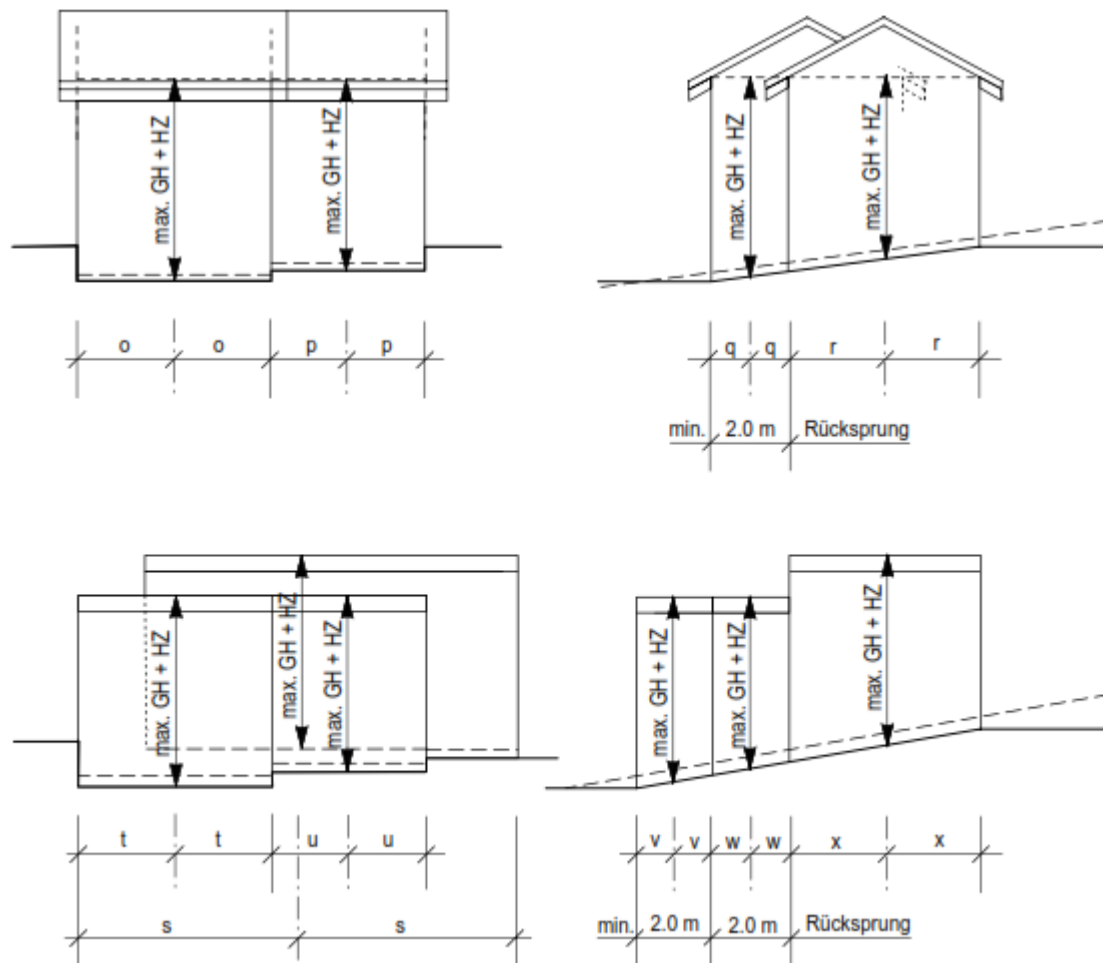 max. GH + HZ
max. GH + HZ
o o p p
max. GH + HZ
max. GH + HZ
q q r r
min. 2.0 m Rücksprung
max. GH + HZ
max. GH + HZ
max. GH + HZ
t t u u
s s
max. GH + HZ
max. GH + HZ
max. GH + HZ
v v w w x x
min. 2.0 m 2.0 m Rücksprung